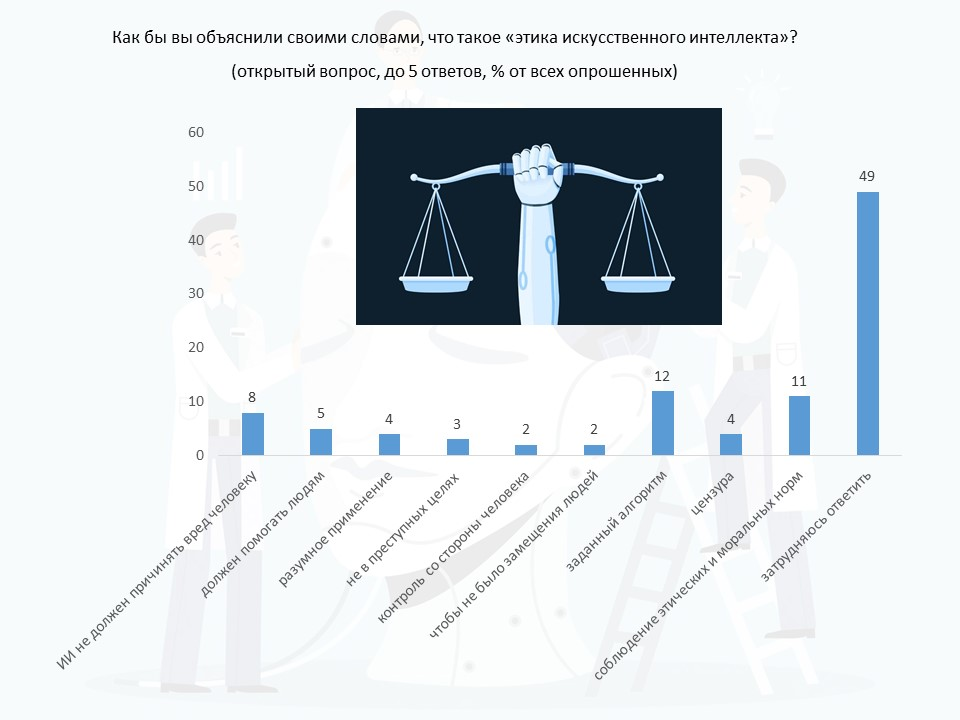 Как бы вы объяснили своими словами, что такое «этика искусственного интеллекта»?
(открытый вопрос, до 5 ответов, % от всех опрошенных)
60
50
40
30
20
10
0
8
5
4
3
2
2
12
4
11
49
ИИ не должен причинять вред человеку
должен помогать людям
разумное применение
не в преступных целях
контроль со стороны человека
чтобы не было замещения людей
заданный алгоритм
цензура
соблюдение этических и моральных норм
затрудняюсь ответить